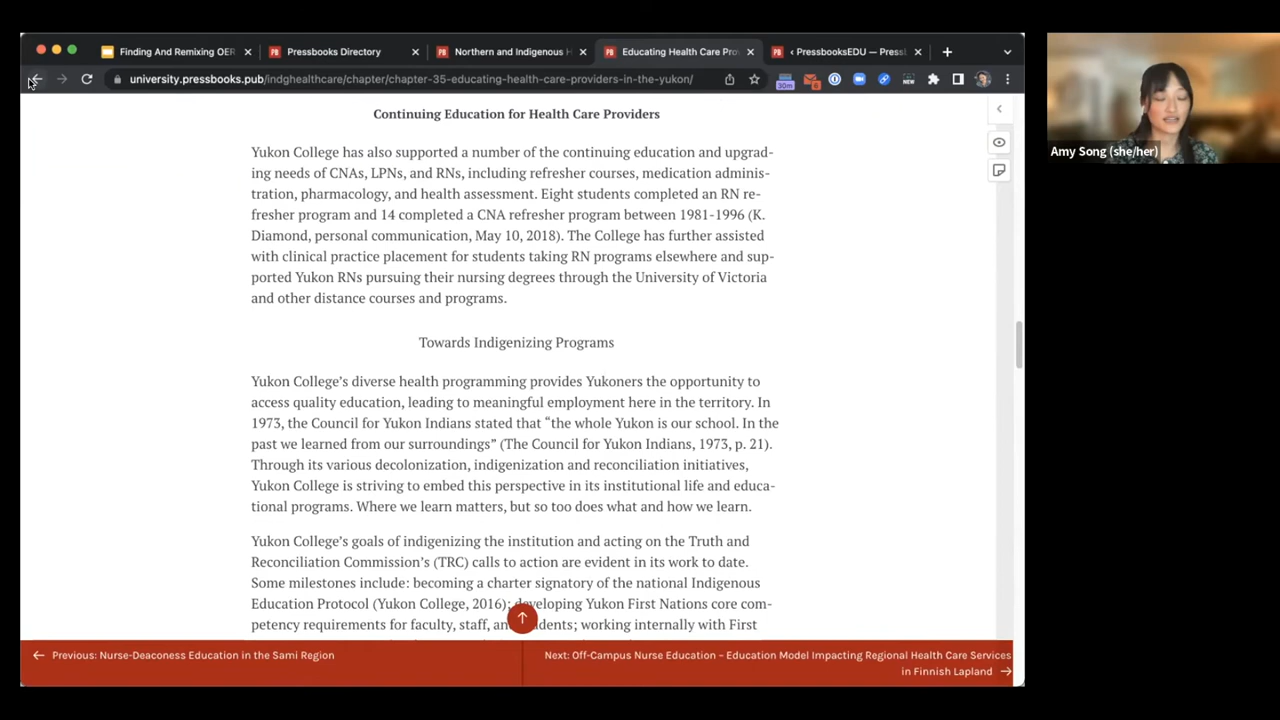 Finding And Remixing OER
Pressbooks Directory
Northern and Indigenous H
Educating Health Care Pro
‹ PressbooksEDU — Press
university.pressbooks.pub/indghealthcare/chapter/chapter-35-educating-health-care-providers-in-the-yukon/
30m
6
NEW
Continuing Education for Health Care Providers
Yukon College has also supported a number of the continuing education and upgrad-
ing needs of CNAs, LPNs, and RNs, including refresher courses, medication adminis-
tration, pharmacology, and health assessment. Eight students completed an RN re-
fresher program and 14 completed a CNA refresher program between 1981-1996 (K.
Diamond, personal communication, May 10, 2018). The College has further assisted
with clinical practice placement for students taking RN programs elsewhere and sup-
ported Yukon RNs pursuing their nursing degrees through the University of Victoria
and other distance courses and programs.
Towards Indigenizing Programs
Yukon College's diverse health programming provides Yukoners the opportunity to
access quality education, leading to meaningful employment here in the territory. In
1973, the Council for Yukon Indians stated that “the whole Yukon is our school. In the
past we learned from our surroundings” (The Council for Yukon Indians, 1973, p. 21).
Through its various decolonization, indigenization and reconciliation initiatives,
Yukon College is striving to embed this perspective in its institutional life and educa-
tional programs. Where we learn matters, but so too does what and how we learn.
Yukon College's goals of indigenizing the institution and acting on the Truth and
Reconciliation Commission's (TRC) calls to action are evident in its work to date.
Some milestones include: becoming a charter signatory of the national Indigenous
Education Protocol (Yukon College, 2016); developing Yukon First Nations core com-
petency requirements for faculty, staff, and students; working internally with First
Previous: Nurse-Deaconess Education in the Sami Region
Next: Off-Campus Nurse Education – Education Model Impacting Regional Health Care Services
in Finnish Lapland
Amy Song (she/her)